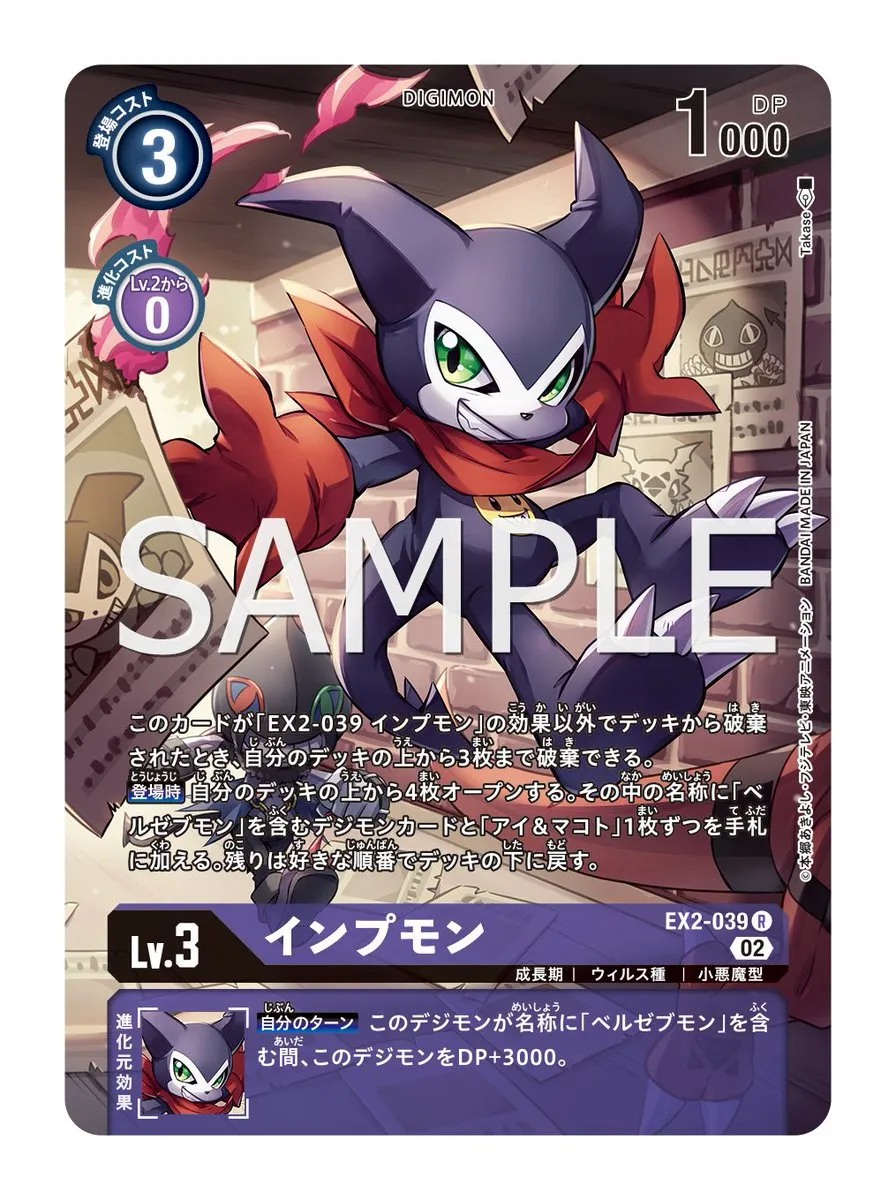 登場コスト
3
DIGIMON
DP
1000
進化コスト
Lv.2から
0
Takase
SAMPLE
このカードが「EX2-039 インプモン」の効果以外でデッキから破棄
されたとき、自分のデッキの上から3枚まで破棄できる。
登場時 自分のデッキの上から4枚オープンする。その中の名称に「ベ
ルゼブモン」を含むデジモンカードと「アイ&マコト」1枚ずつを手札
に加える。残りは好きな順番でデッキの下に戻す。
©本郷あきよし・フジテレビ・東映アニメーション BANDAI MADE IN JAPAN
Lv.3
インプモン
EX2-039 R
02
成長期 | ウィルス種 | 小悪魔型
進化元効果
自分のターン このデジモンが名称に「ベルゼブモン」を含
む間、このデジモンをDP+3000。